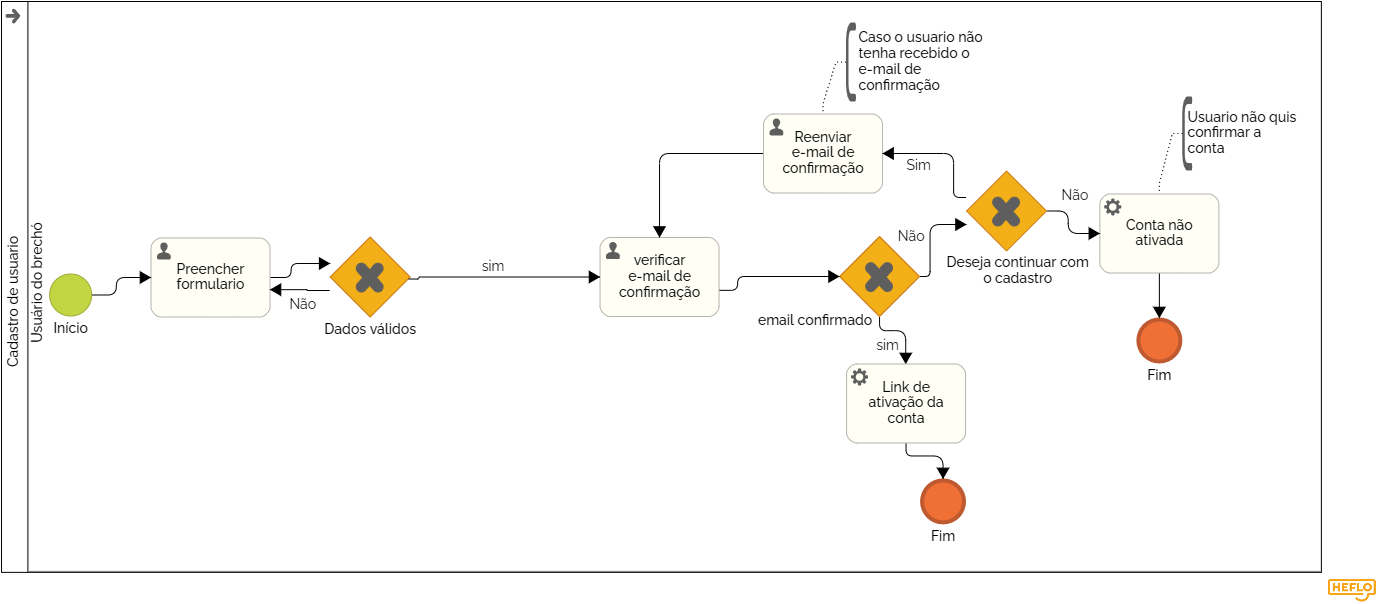 Cadastro de usuario
Usuário do brechó
Início
Preencher
formulario
Não
Dados válidos
sim
verificar
e-mail de
confirmação
Reenviar
e-mail de
confirmação
Caso o usuario não
tenha recebido o
e-mail de
confirmação
email confirmado
sim
Link de
ativação da
conta
Fim
Não
Sim
Deseja continuar com
o cadastro
Não
Conta não
ativada
Usuario não quis
confirmar a
conta
Fim
HEFLO